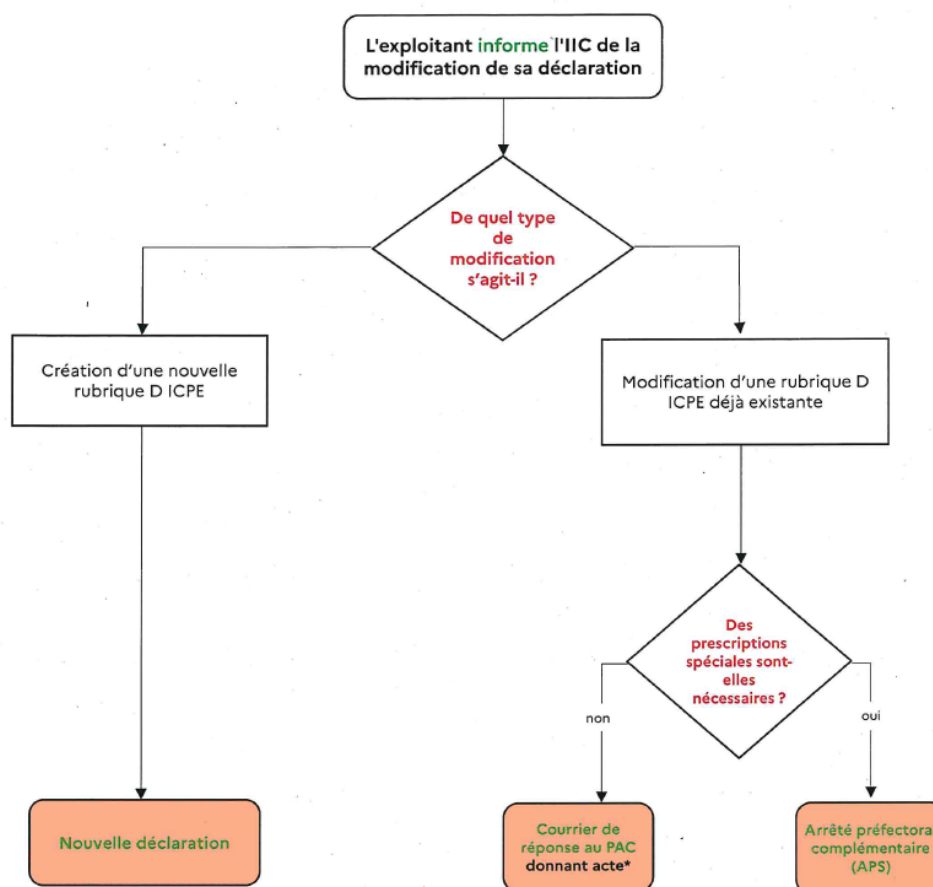 L'exploitant informe l'IIC de la
modification de sa déclaration
De quel type
de
modification
s'agit-il ?
Création d'une nouvelle
rubrique D ICPE
Modification d'une rubrique D
ICPE déjà existante
Des
prescriptions
spéciales sont-
elles
nécessaires ?
non
oui
Nouvelle déclaration
Courrier de
réponse au PAC
donnant acte*
Arrêté préfectora
complémentaire
(APS)